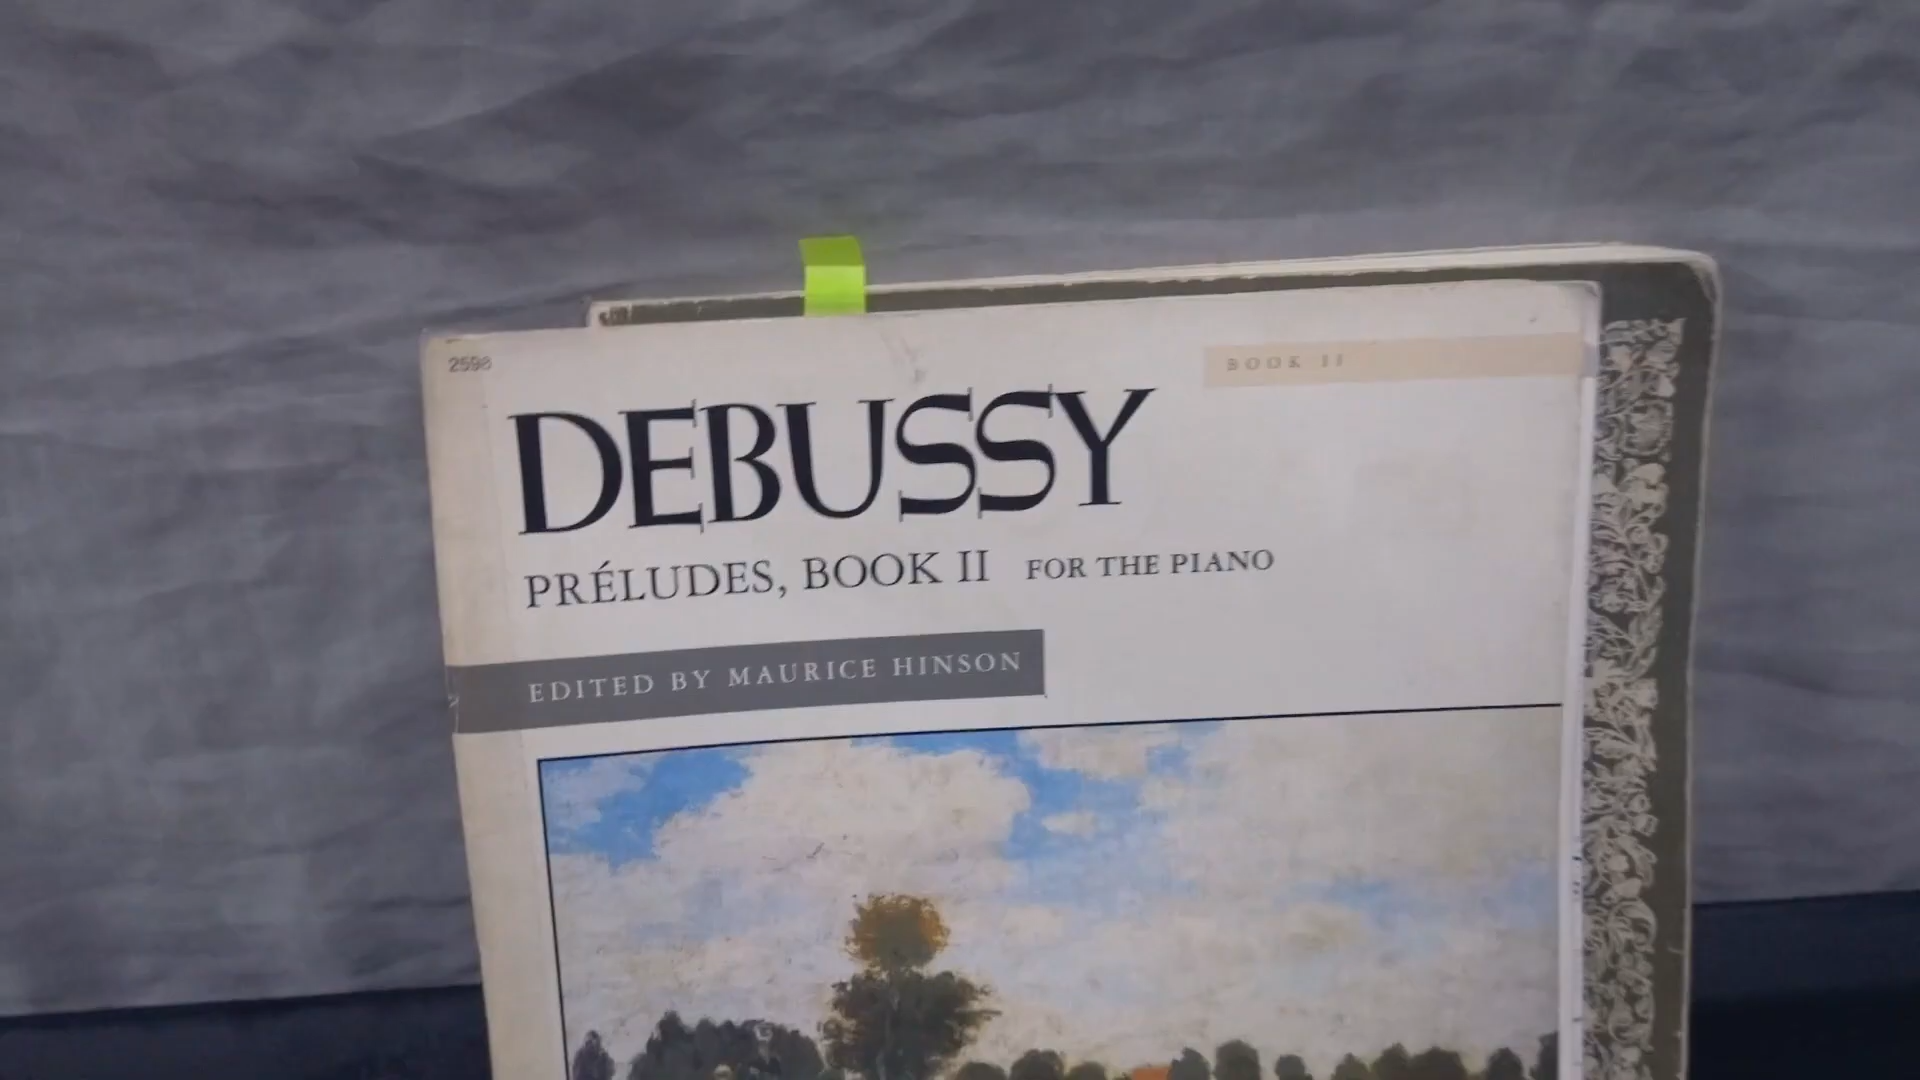 2598
BOOK II
DEBUSSY
PRÉLUDES, BOOK II FOR THE PIANO
EDITED BY MAURICE HINSON